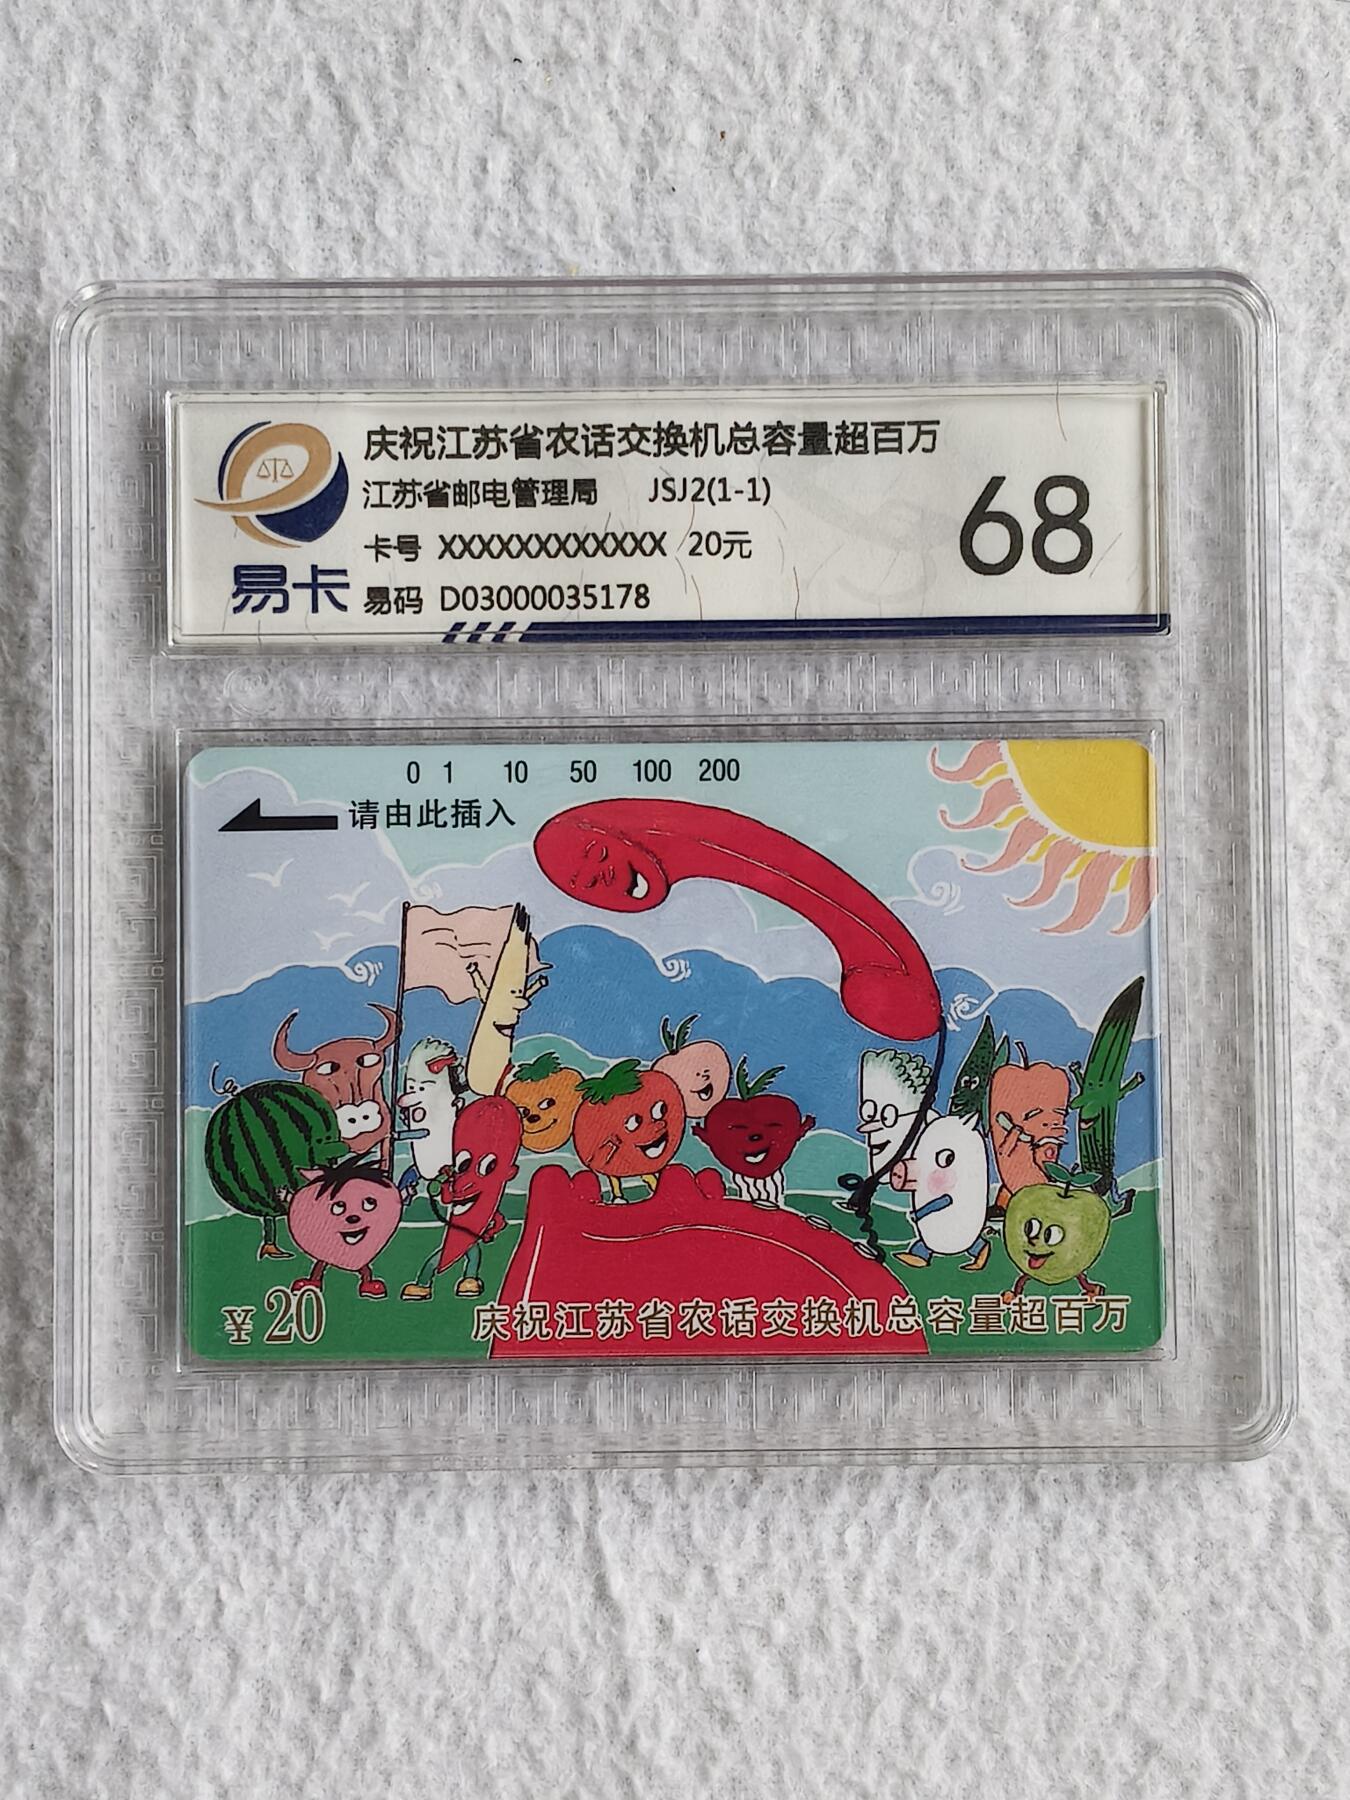 庆祝江苏省农话交换机总容量超百万
江苏省邮电管理局 JSJ2(1-1)
卡号 XXXXXXXXXXXX 20元
易码 D03000035178
68
易卡
0 1 10 50 100 200
请由此插入
¥20
庆祝江苏省农话交换机总容量超百万